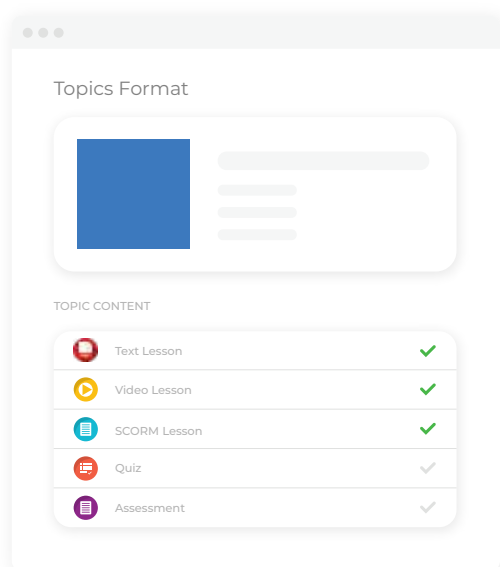 Topics Format
TOPIC CONTENT
Text Lesson
Video Lesson
SCORM Lesson
Quiz
Assessment